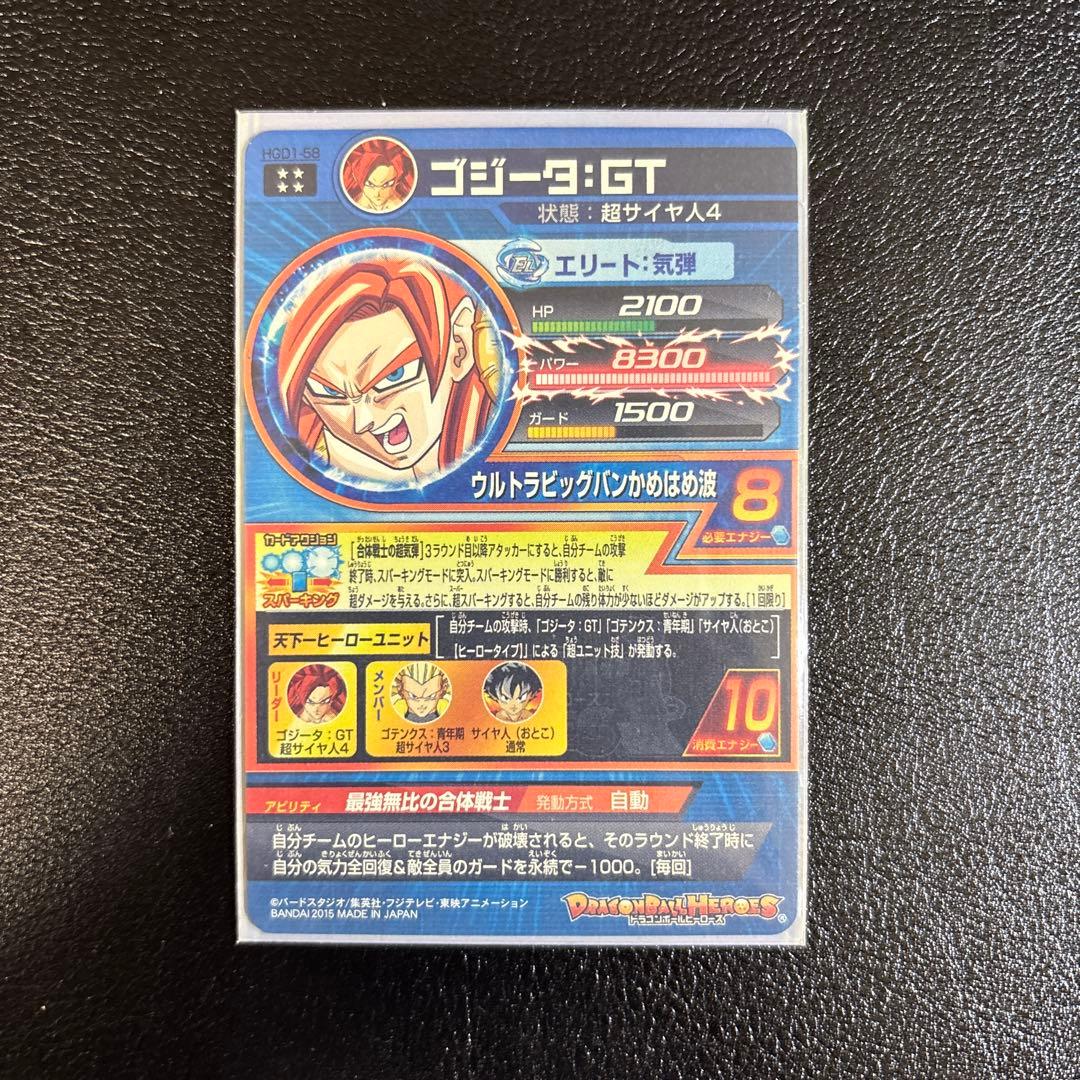 HGD1-58
ゴジータ:GT
状態：超サイヤ人4
EL エリート:気弾
HP 2100
パワー 8300
ガード 1500
ウルトラビッグバンかめはめ波
8
必要エナジー
カードアクション
スパーキング
[合体戦士の超気弾]3ラウンド目以降アタッカーにすると、自分チームの攻撃
終了時、スパーキングモードに突入。スパーキングモードに勝利すると、敵に
超ダメージを与える。さらに、超スパーキングすると、自分チームの残り体力が少ないほどダメージがアップする。[1回限り]
天下一ヒーローユニット
自分チームの攻撃時、「ゴジータ：GT」「ゴテンクス：青年期」「サイヤ人(おとこ)
【ヒーロータイプ】」による「超ユニット技」が発動する。
リーダー
ゴジータ：GT
超サイヤ人4
メンバー
ゴテンクス：青年期
超サイヤ人3
サイヤ人（おとこ）
通常
10
消費エナジー
アビリティ 最強無比の合体戦士 発動方式 自動
自分チームのヒーローエナジーが破壊されると、そのラウンド終了時に
自分の気力全回復&敵全員のガードを永続で－1000。[毎回]
©バードスタジオ/集英社・フジテレビ・東映アニメーション
BANDAI 2015 MADE IN JAPAN
DRAGONBALL HEROES
ドラゴンボールヒーローズ